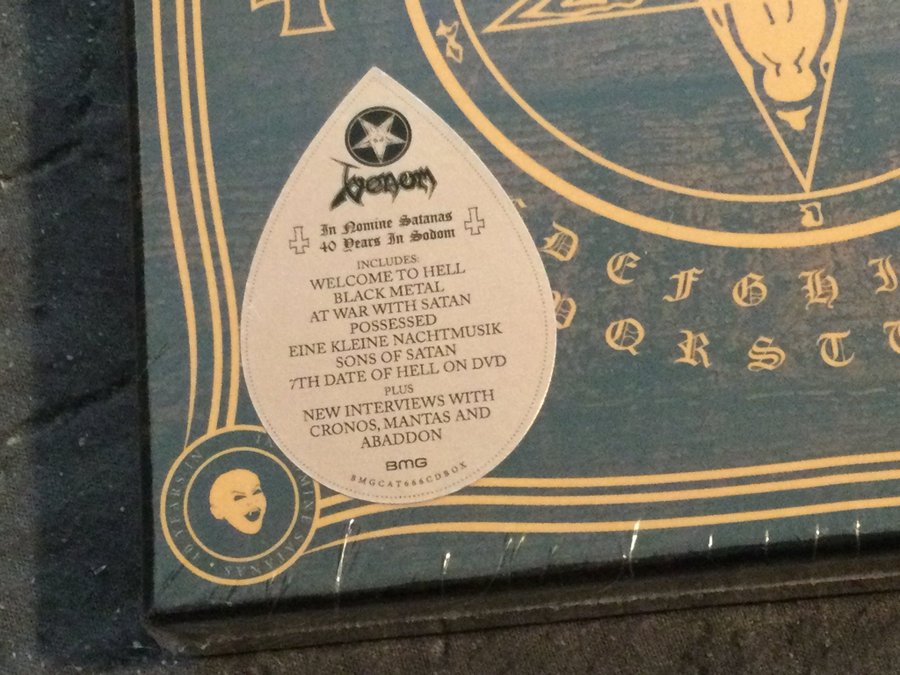 Venom
In Nomine Satanas
40 Years In Sodom
INCLUDES:
WELCOME TO HELL
BLACK METAL
AT WAR WITH SATAN
POSSESSED
EINE KLEINE NACHTMUSIK
SONS OF SATAN
7TH DATE OF HELL ON DVD
PLUS
NEW INTERVIEWS WITH
CRONOS, MANTAS AND
ABADDON
BMG
BMGCAT666CDBOX
D E F G H I
Q R S T